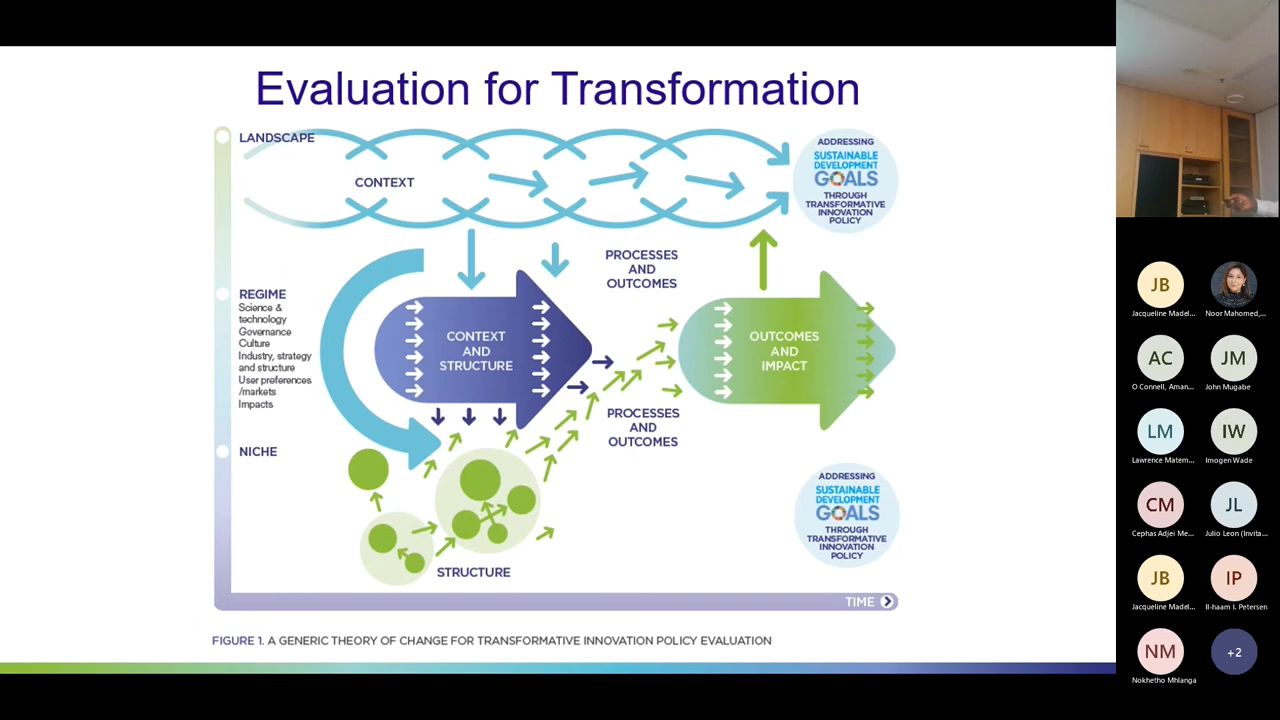 Evaluation for Transformation
LANDSCAPE
CONTEXT
ADDRESSING
SUSTAINABLE
DEVELOPMENT
GOALS
THROUGH
TRANSFORMATIVE
INNOVATION
POLICY
PROCESSES
AND
OUTCOMES
REGIME
Science &
technology
Governance
Culture
Industry, strategy
and structure
User preferences
/markets
Impacts
CONTEXT
AND
STRUCTURE
OUTCOMES
AND
IMPACT
PROCESSES
AND
OUTCOMES
NICHE
STRUCTURE
ADDRESSING
SUSTAINABLE
DEVELOPMENT
GOALS
THROUGH
TRANSFORMATIVE
INNOVATION
POLICY
TIME
FIGURE 1. A GENERIC THEORY OF CHANGE FOR TRANSFORMATIVE INNOVATION POLICY EVALUATION
JB
Jacqueline Madel...
Noor Mahomed,...
AC
O Connell, Aman...
JM
John Mugabe
LM
Lawrence Matem...
IW
Imogen Wade
CM
Cephas Adjei Me...
JL
Julio Leon (Invita...
JB
Jacqueline Madel...
IP
Il-haam I. Petersen
NM
Nokhetho Mhlanga
+2